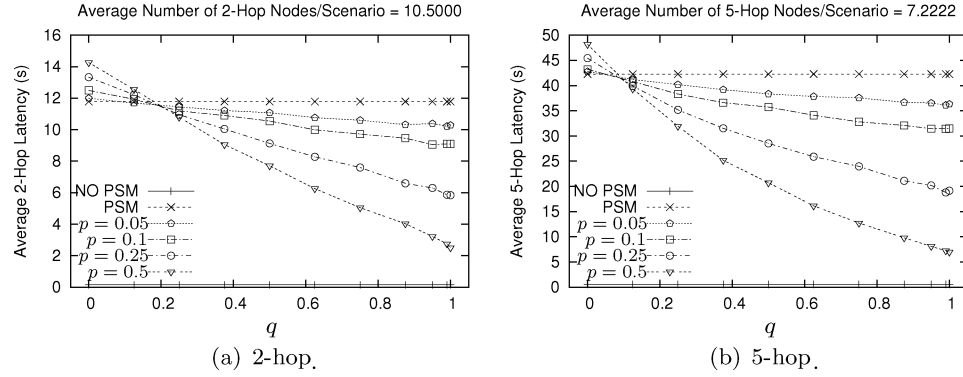 Average Number of 2-Hop Nodes/Scenario = 10.5000
Average 2-Hop Latency (s)
16
14
12
10
8
6
4
2
0
NO PSM
PSM
p = 0.05
p = 0.1
p = 0.25
p = 0.5
0 0.2 0.4 0.6 0.8 1
q
(a) 2-hop.
Average Number of 5-Hop Nodes/Scenario = 7.2222
Average 5-Hop Latency (s)
50
45
40
35
30
25
20
15
10
5
0
NO PSM
PSM
p = 0.05
p = 0.1
p = 0.25
p = 0.5
0 0.2 0.4 0.6 0.8 1
q
(b) 5-hop.